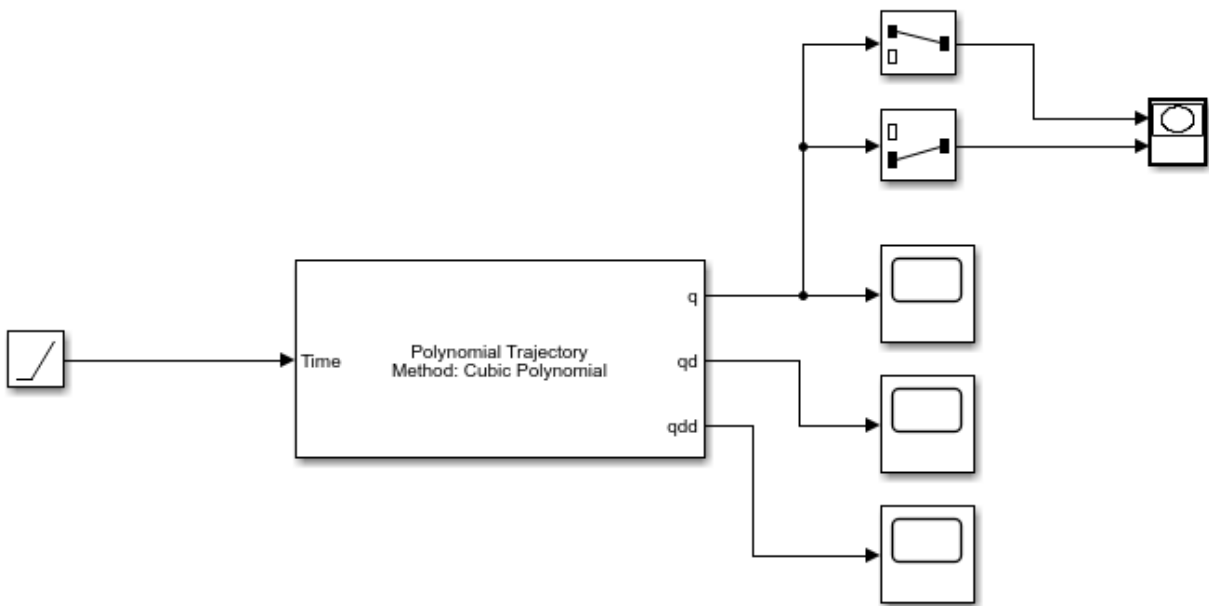 q
Time
Polynomial Trajectory
Method: Cubic Polynomial
qd
qdd